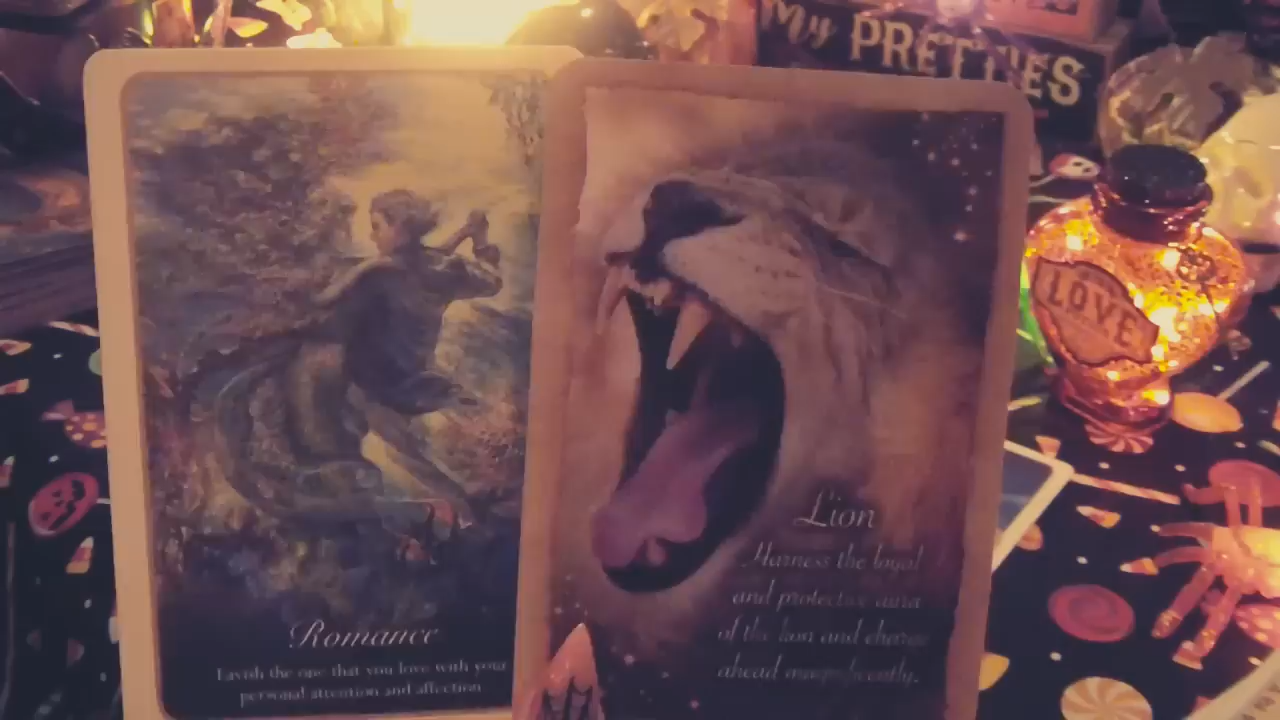 My PRETTIES
LOVE
Romance
Lavish the one that you love with your
personal attention and affection
Lion
Harness the loyal
and protective aura
of the lion and charge
ahead magnificently.